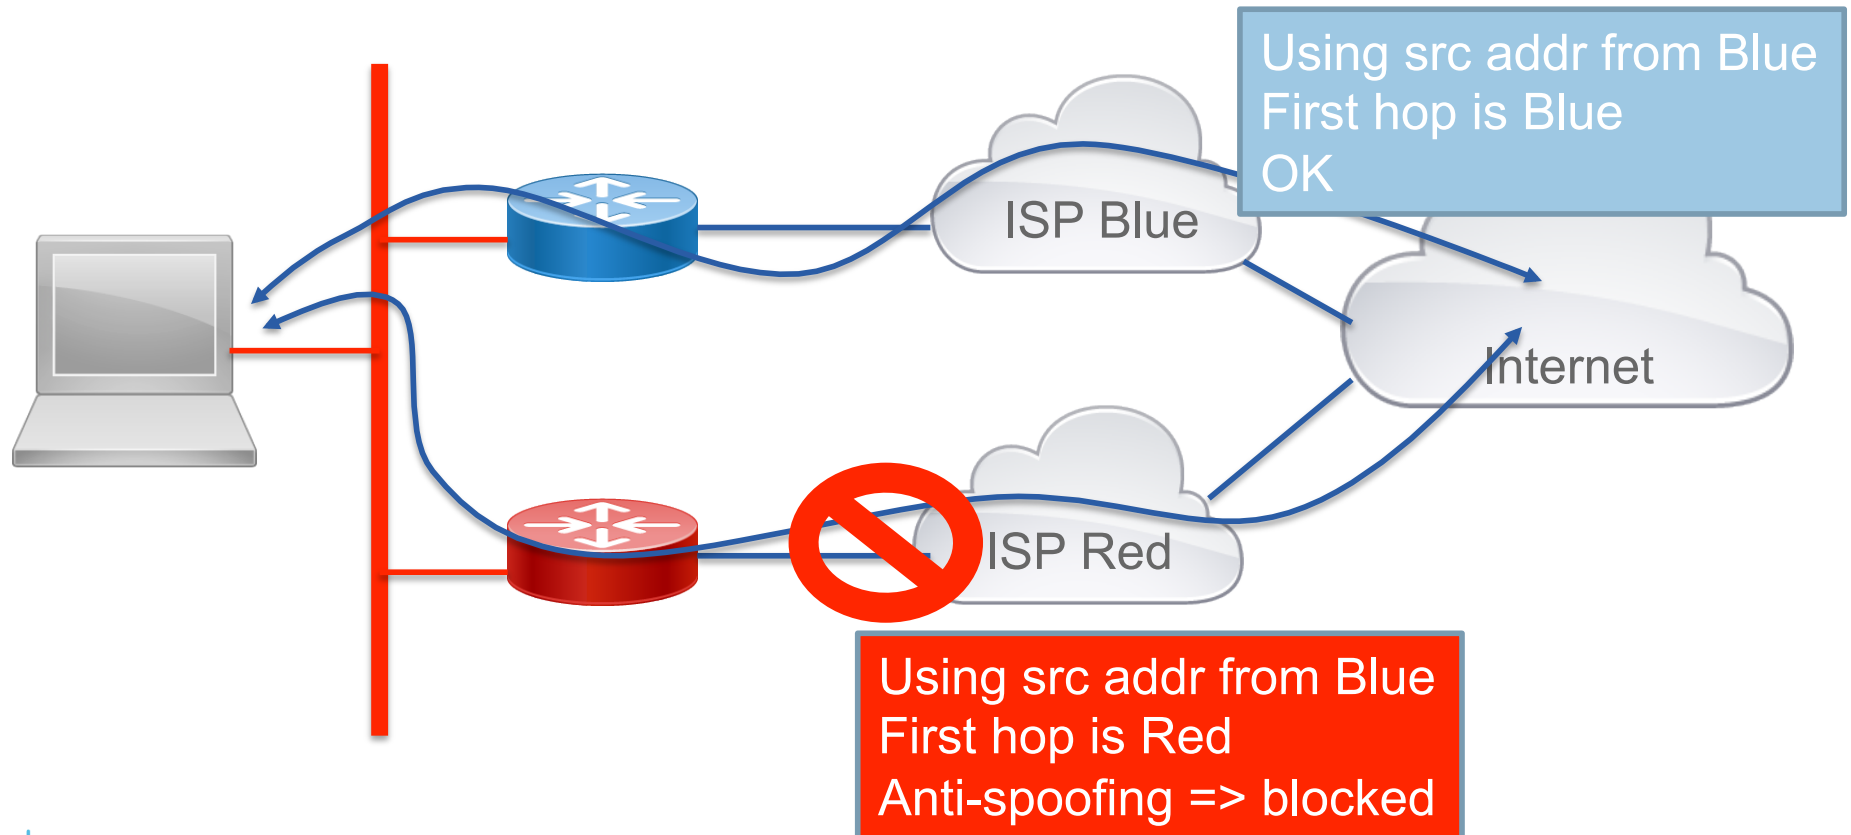 Using src addr from Blue
First hop is Blue
OK
ISP Blue
Internet
ISP Red
Using src addr from Blue
First hop is Red
Anti-spoofing => blocked